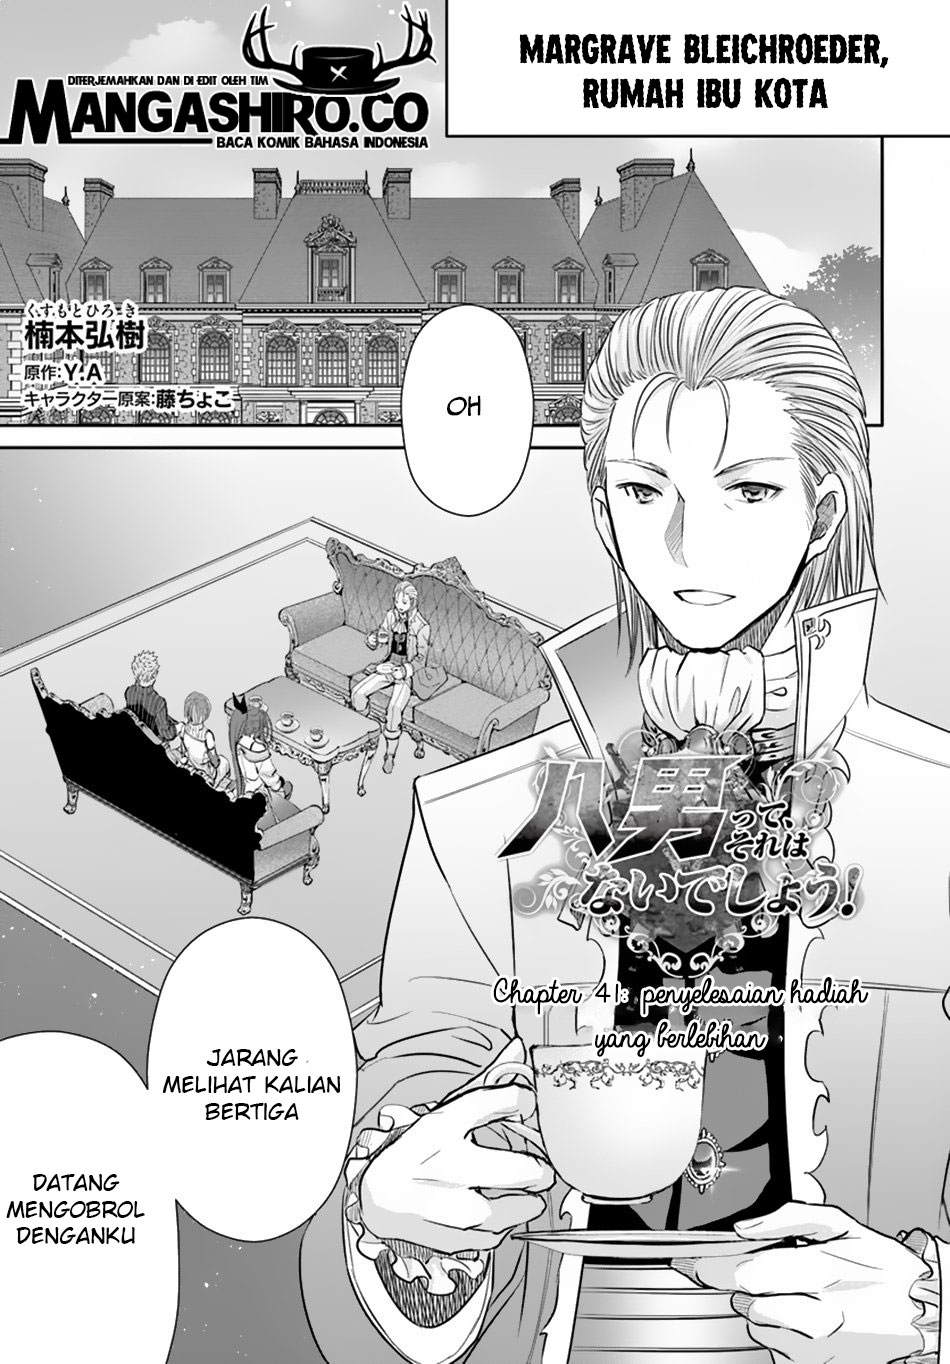 DITERJEMAHKAN DAN DI EDIT OLEH TIM
MANGASHIRO.CO
BACA KOMIK BAHASA INDONESIA
MARGRAVE BLEICHROEDER,
RUMAH IBU KOTA
くすもとひろき
楠本弘樹
原作:Y.A
キャラクター原案:藤ちょこ
OH
八男って、
それは
ないでしょう!
Chapter 41: penyelesaian hadiah
yang berlebihan
JARANG
MELIHAT KALIAN
BERTIGA
DATANG
MENGOBROL
DENGANKU